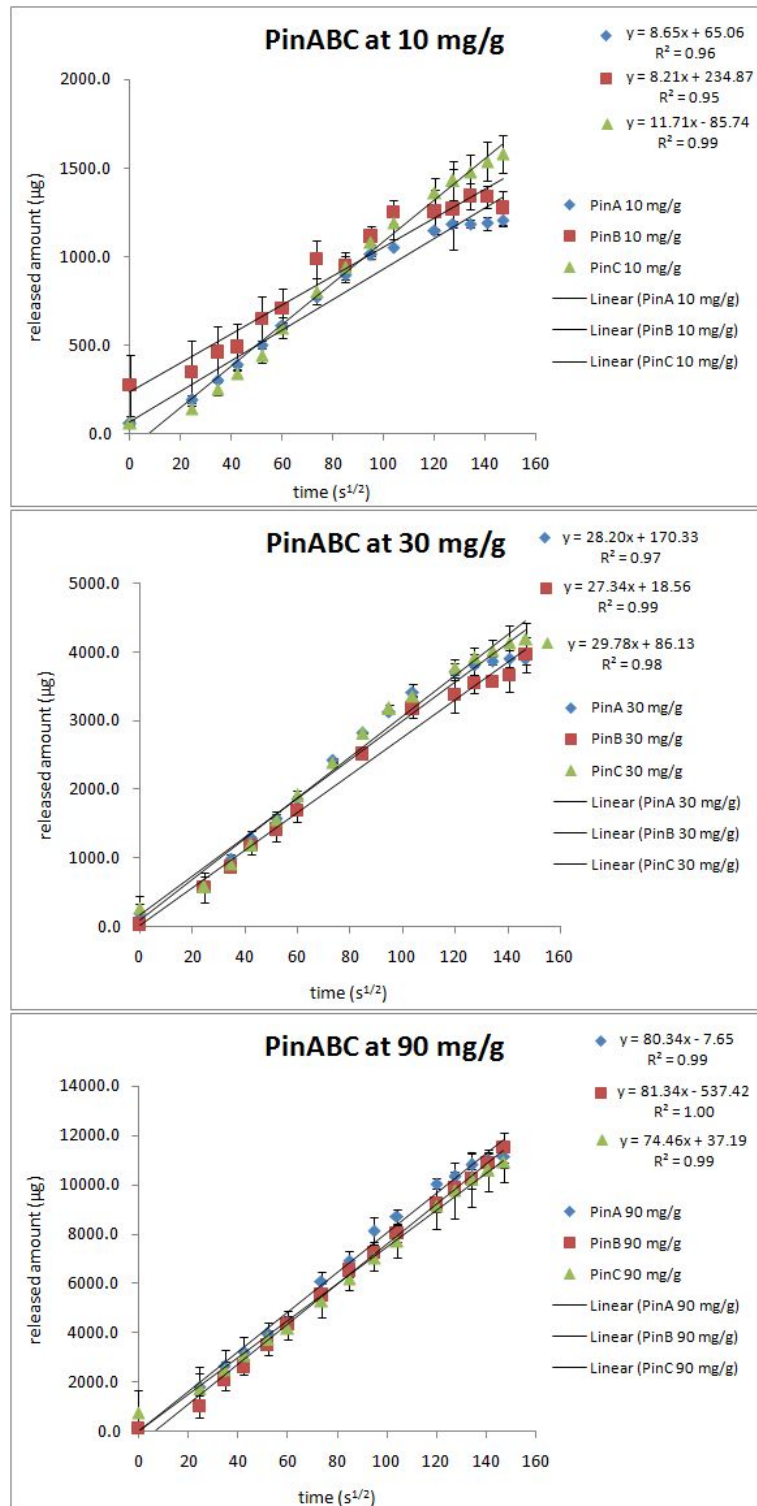 PinABC at 10 mg/g
y = 8.65x + 65.06
R² = 0.96
y = 8.21x + 234.87
R² = 0.95
y = 11.71x - 85.74
R² = 0.99
PinA 10 mg/g
PinB 10 mg/g
PinC 10 mg/g
Linear (PinA 10 mg/g)
Linear (PinB 10 mg/g)
Linear (PinC 10 mg/g)
released amount (µg)
2000.0
1500.0
1000.0
500.0
0.0
0 20 40 60 80 100 120 140 160
time (s^1/2)
PinABC at 30 mg/g
y = 28.20x + 170.33
R² = 0.97
y = 27.34x + 18.56
R² = 0.99
y = 29.78x + 86.13
R² = 0.98
PinA 30 mg/g
PinB 30 mg/g
PinC 30 mg/g
Linear (PinA 30 mg/g)
Linear (PinB 30 mg/g)
Linear (PinC 30 mg/g)
released amount (µg)
5000.0
4000.0
3000.0
2000.0
1000.0
0.0
0 20 40 60 80 100 120 140 160
time (s^1/2)
PinABC at 90 mg/g
y = 80.34x - 7.65
R² = 0.99
y = 81.34x - 537.42
R² = 1.00
y = 74.46x + 37.19
R² = 0.99
PinA 90 mg/g
PinB 90 mg/g
PinC 90 mg/g
Linear (PinA 90 mg/g)
Linear (PinB 90 mg/g)
Linear (PinC 90 mg/g)
released amount (µg)
14000.0
12000.0
10000.0
8000.0
6000.0
4000.0
2000.0
0.0
0 20 40 60 80 100 120 140 160
time (s^1/2)